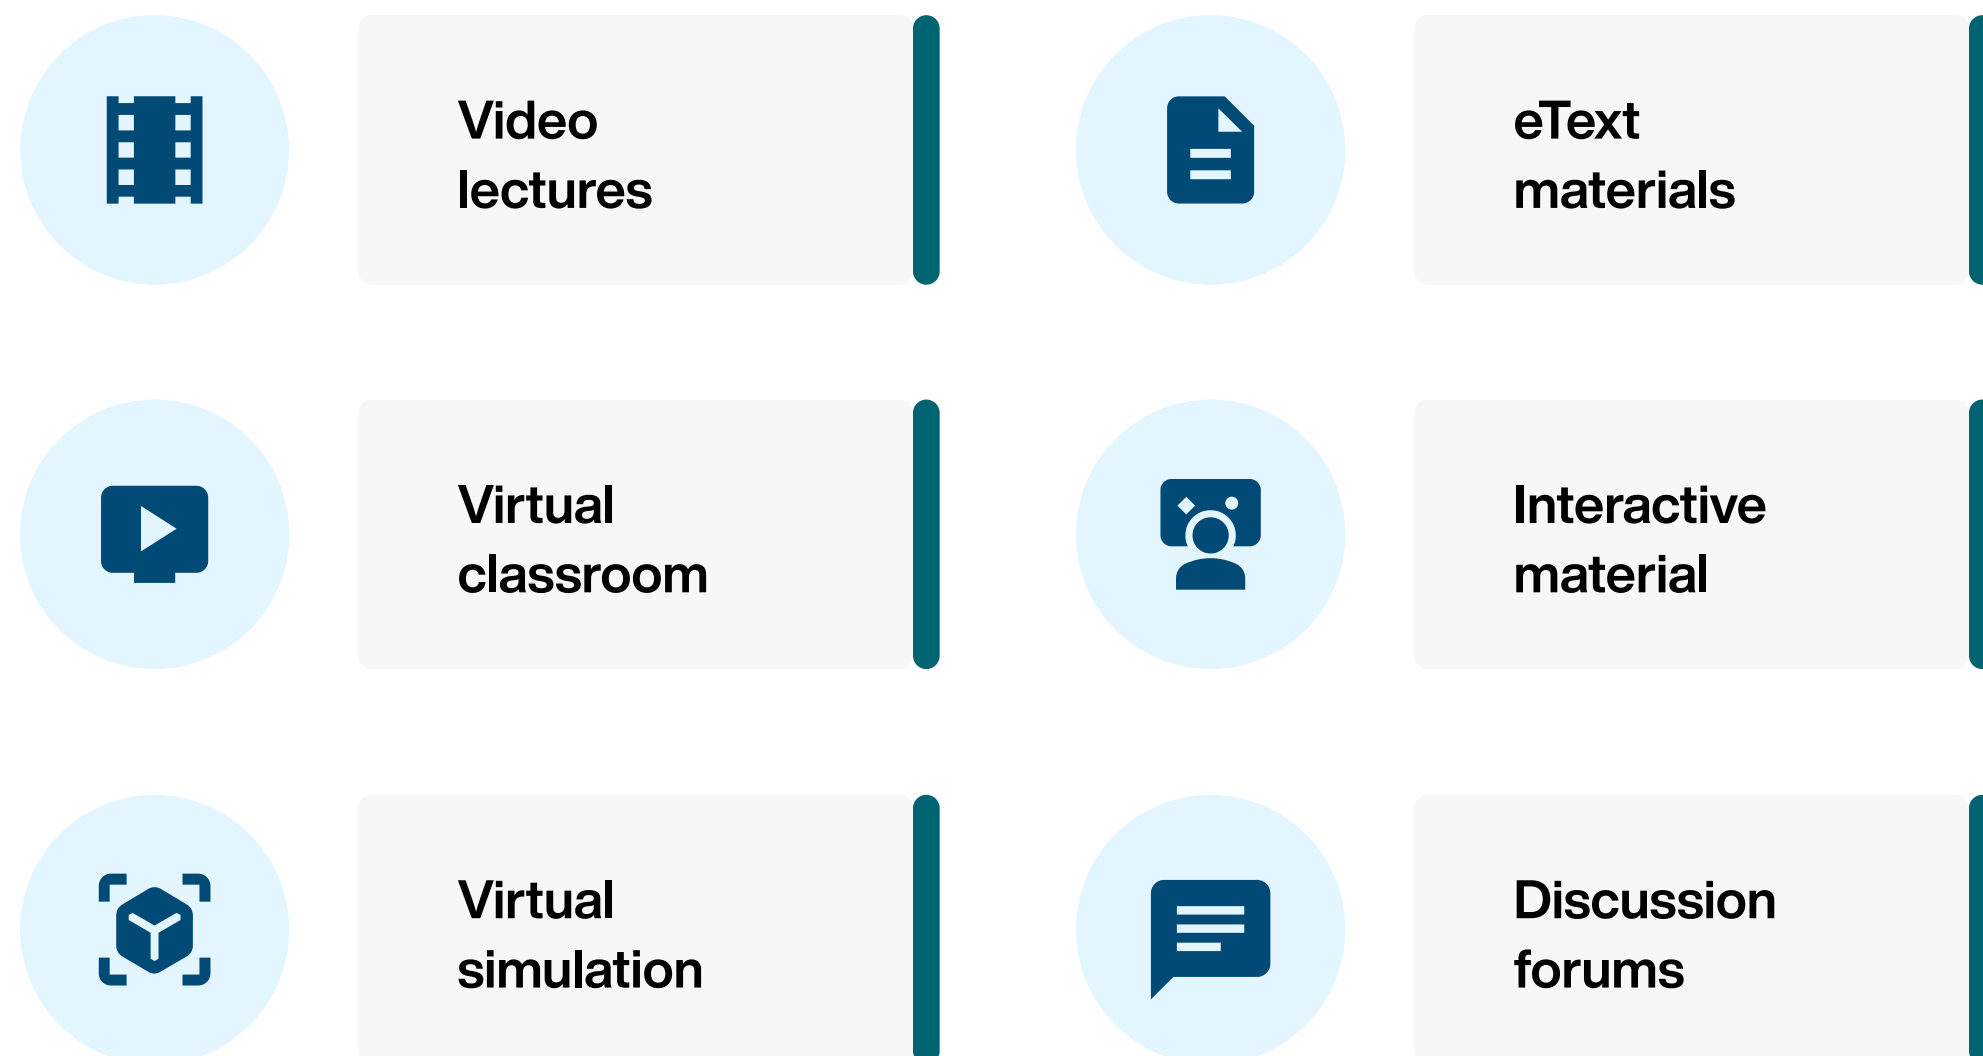 Video
lectures
eText
materials
Virtual
classroom
Interactive
material
Virtual
simulation
Discussion
forums